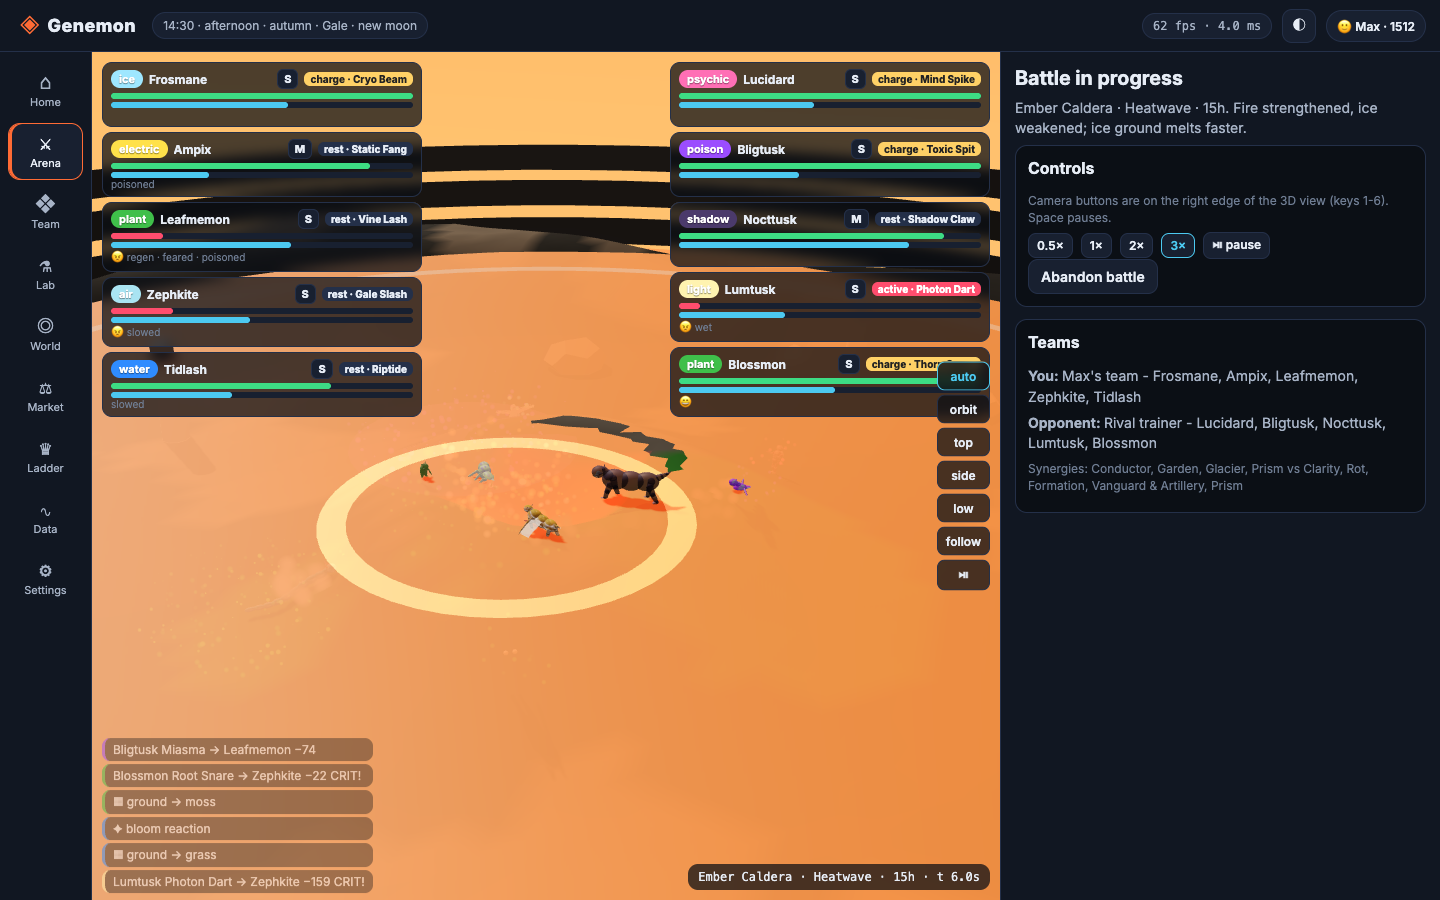 Genemon
14:30 · afternoon · autumn · Gale · new moon
62 fps · 4.0 ms
Max · 1512
Home
Arena
Team
Lab
World
Market
Ladder
Data
Settings
ice Frosmane S charge · Cryo Beam
electric Ampix M rest · Static Fang
poisoned
plant Leafmemon S rest · Vine Lash
regen · feared · poisoned
air Zephkite S rest · Gale Slash
slowed
water Tidlash S rest · Riptide
slowed
psychic Lucidard S charge · Mind Spike
poison Bligtusk S charge · Toxic Spit
shadow Nocttusk M rest · Shadow Claw
light Lumtusk S active · Photon Dart
wet
plant Blossmon S charge ·
auto
orbit
top
side
low
follow
Bligtusk Miasma → Leafmemon −74
Blossmon Root Snare → Zephkite −22 CRIT!
ground → moss
bloom reaction
ground → grass
Lumtusk Photon Dart → Zephkite −159 CRIT!
Ember Caldera · Heatwave · 15h · t 6.0s
Battle in progress
Ember Caldera · Heatwave · 15h. Fire strengthened, ice
weakened; ice ground melts faster.
Controls
Camera buttons are on the right edge of the 3D view (keys 1-6).
Space pauses.
0.5× 1× 2× 3× pause
Abandon battle
Teams
You: Max's team - Frosmane, Ampix, Leafmemon,
Zephkite, Tidlash
Opponent: Rival trainer - Lucidard, Bligtusk, Nocttusk,
Lumtusk, Blossmon
Synergies: Conductor, Garden, Glacier, Prism vs Clarity, Rot,
Formation, Vanguard & Artillery, Prism